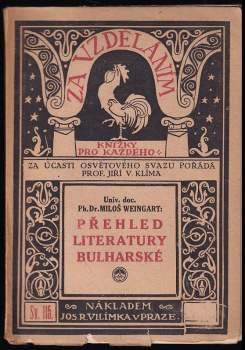 ZA VZDĚLÁNÍM
KNÍŽKY
PRO KAŽDÉHO
ZA ÚČASTI OSVĚTOVÉHO SVAZU POŘÁDÁ
PROF. JIŘÍ V. KLÍMA
Univ. doc.
Ph. Dr. MILOŠ WEINGART:
PŘEHLED
LITERATURY
BULHARSKÉ
Sv. 116.
NÁKLADEM
JOS. R. VILÍMKA V PRAZE.